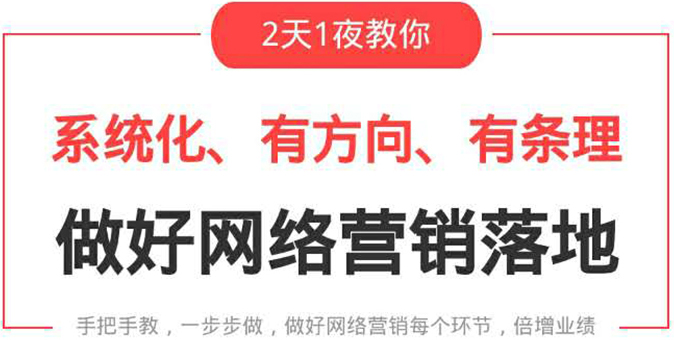 2天1夜教你
系统化、有方向、有条理
做好网络营销落地
手把手教，一步步做，做好网络营销每个环节，倍增业绩